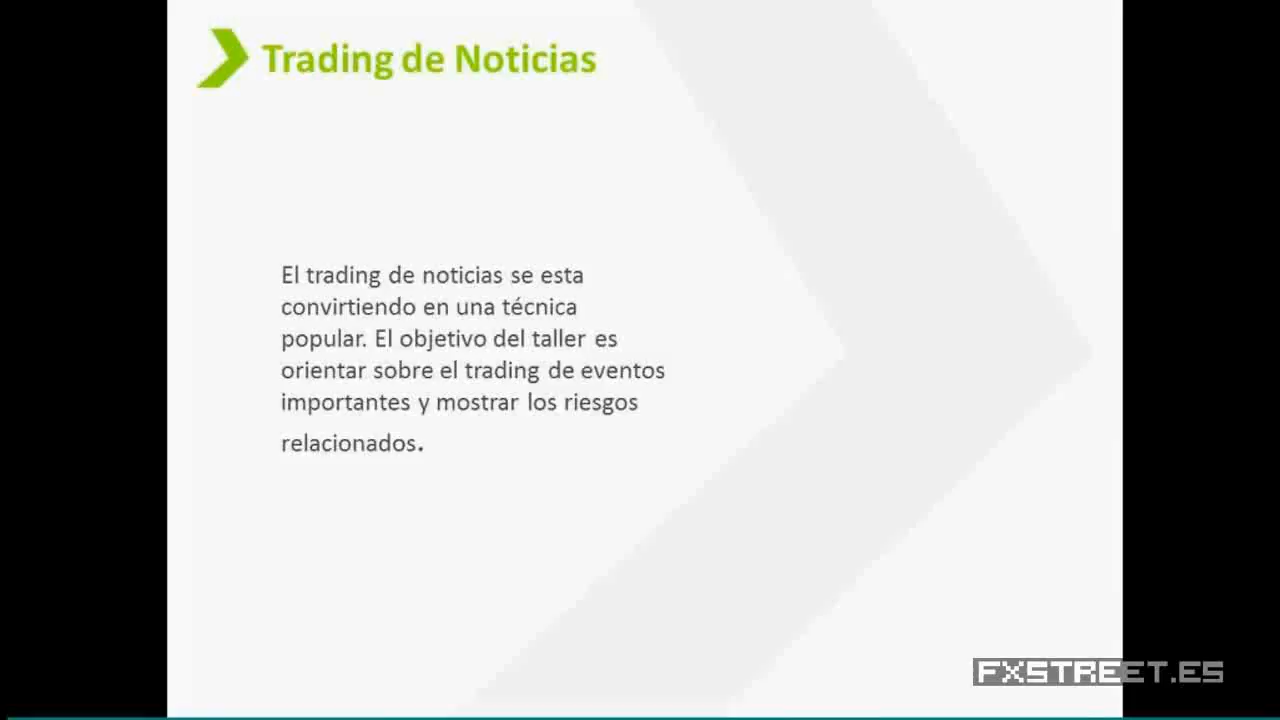 Trading de Noticias
El trading de noticias se esta
convirtiendo en una técnica
popular. El objetivo del taller es
orientar sobre el trading de eventos
importantes y mostrar los riesgos
relacionados.
FXSTREET.ES